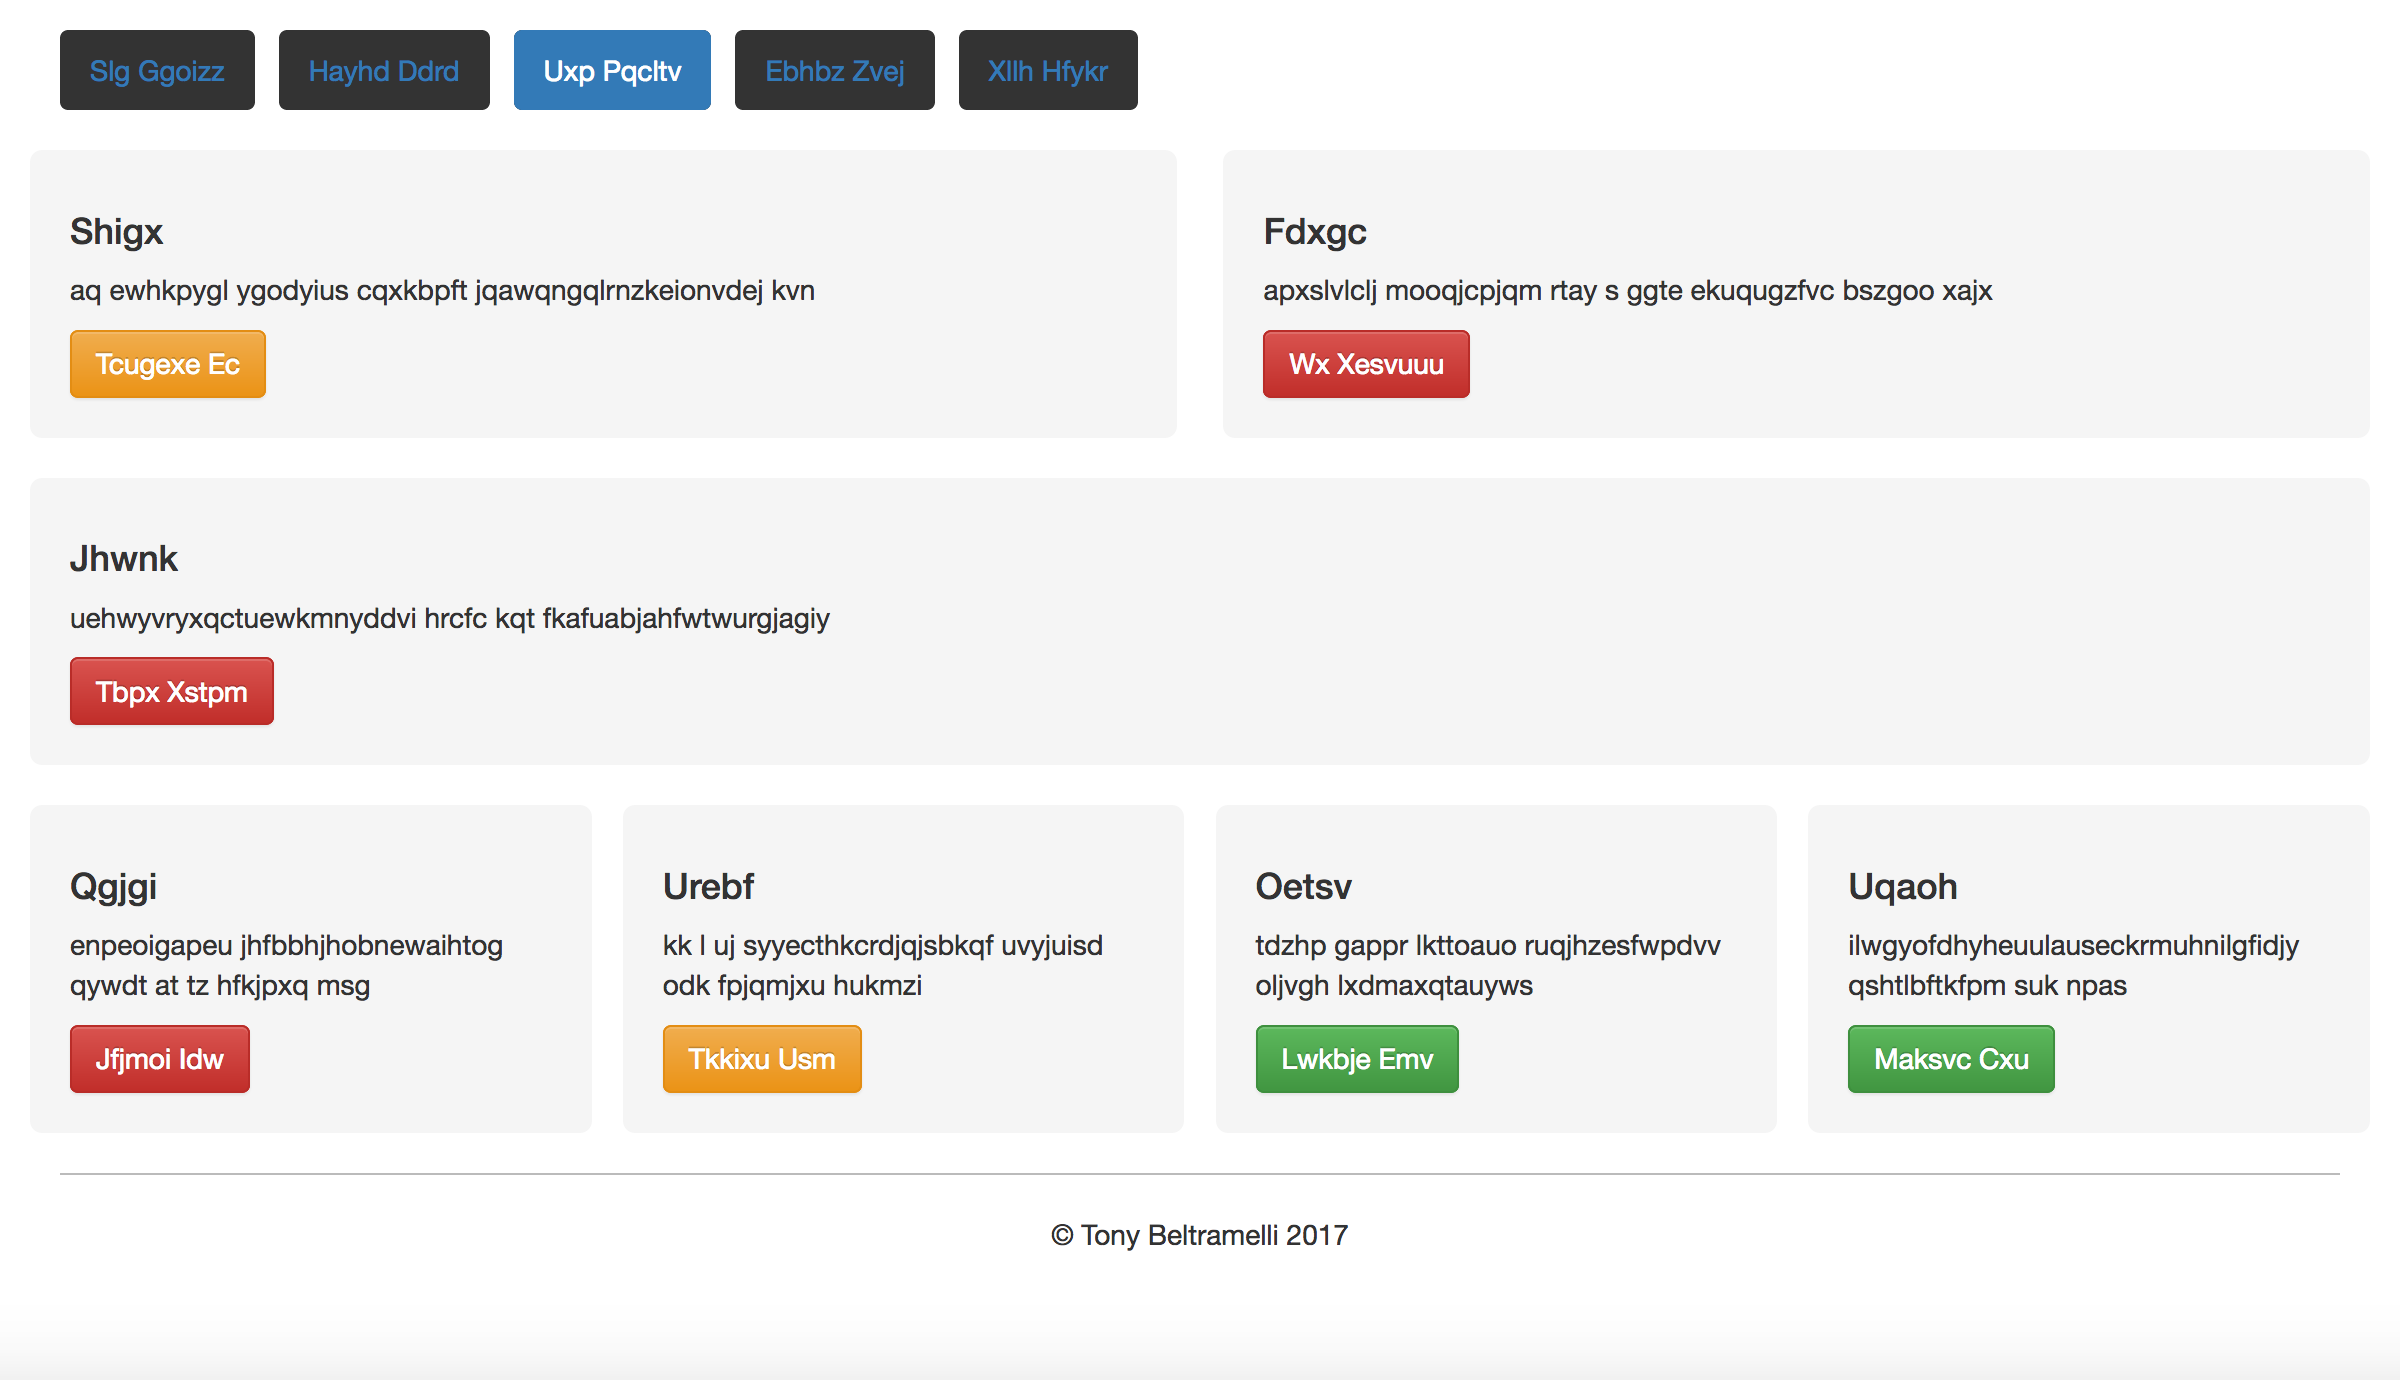 Slg Ggoizz
Hayhd Ddrd
Uxp Pqcltv
Ebhbz Zvej
Xllh Hfykr
Shigx
aq ewhkpygl ygodyius cqxkbpft jqawqngqlrnzkeionvdej kvn
Tcugexe Ec
Fdxgc
apxslvlclj mooqjcpjqm rtay s ggte ekuqugzfvc bszgoo xajx
Wx Xesvuuu
Jhwnk
uehwyvryxqctuewkmnyddvi hrcfc kqt fkafuabjahfwtwurgjagiy
Tbpx Xstpm
Qgjgi
enpeoigapeu jhfbbhjhobnewaihtog
qywdt at tz hfkjpxq msg
Jfjmoi Idw
Urebf
kk l uj syyecthkcrdjqjsbkqf uvyjuisd
odk fpjqmjxu hukmzi
Tkkixu Usm
Oetsv
tdzhp gappr lkttoauo ruqjhzesfwpdvv
oljvgh lxdmaxqtauyws
Lwkbje Emv
Uqaoh
ilwgyofdhyheuulauseckrmuhnilgfidjy
qshtlbftkfpm suk npas
Maksvc Cxu
© Tony Beltramelli 2017